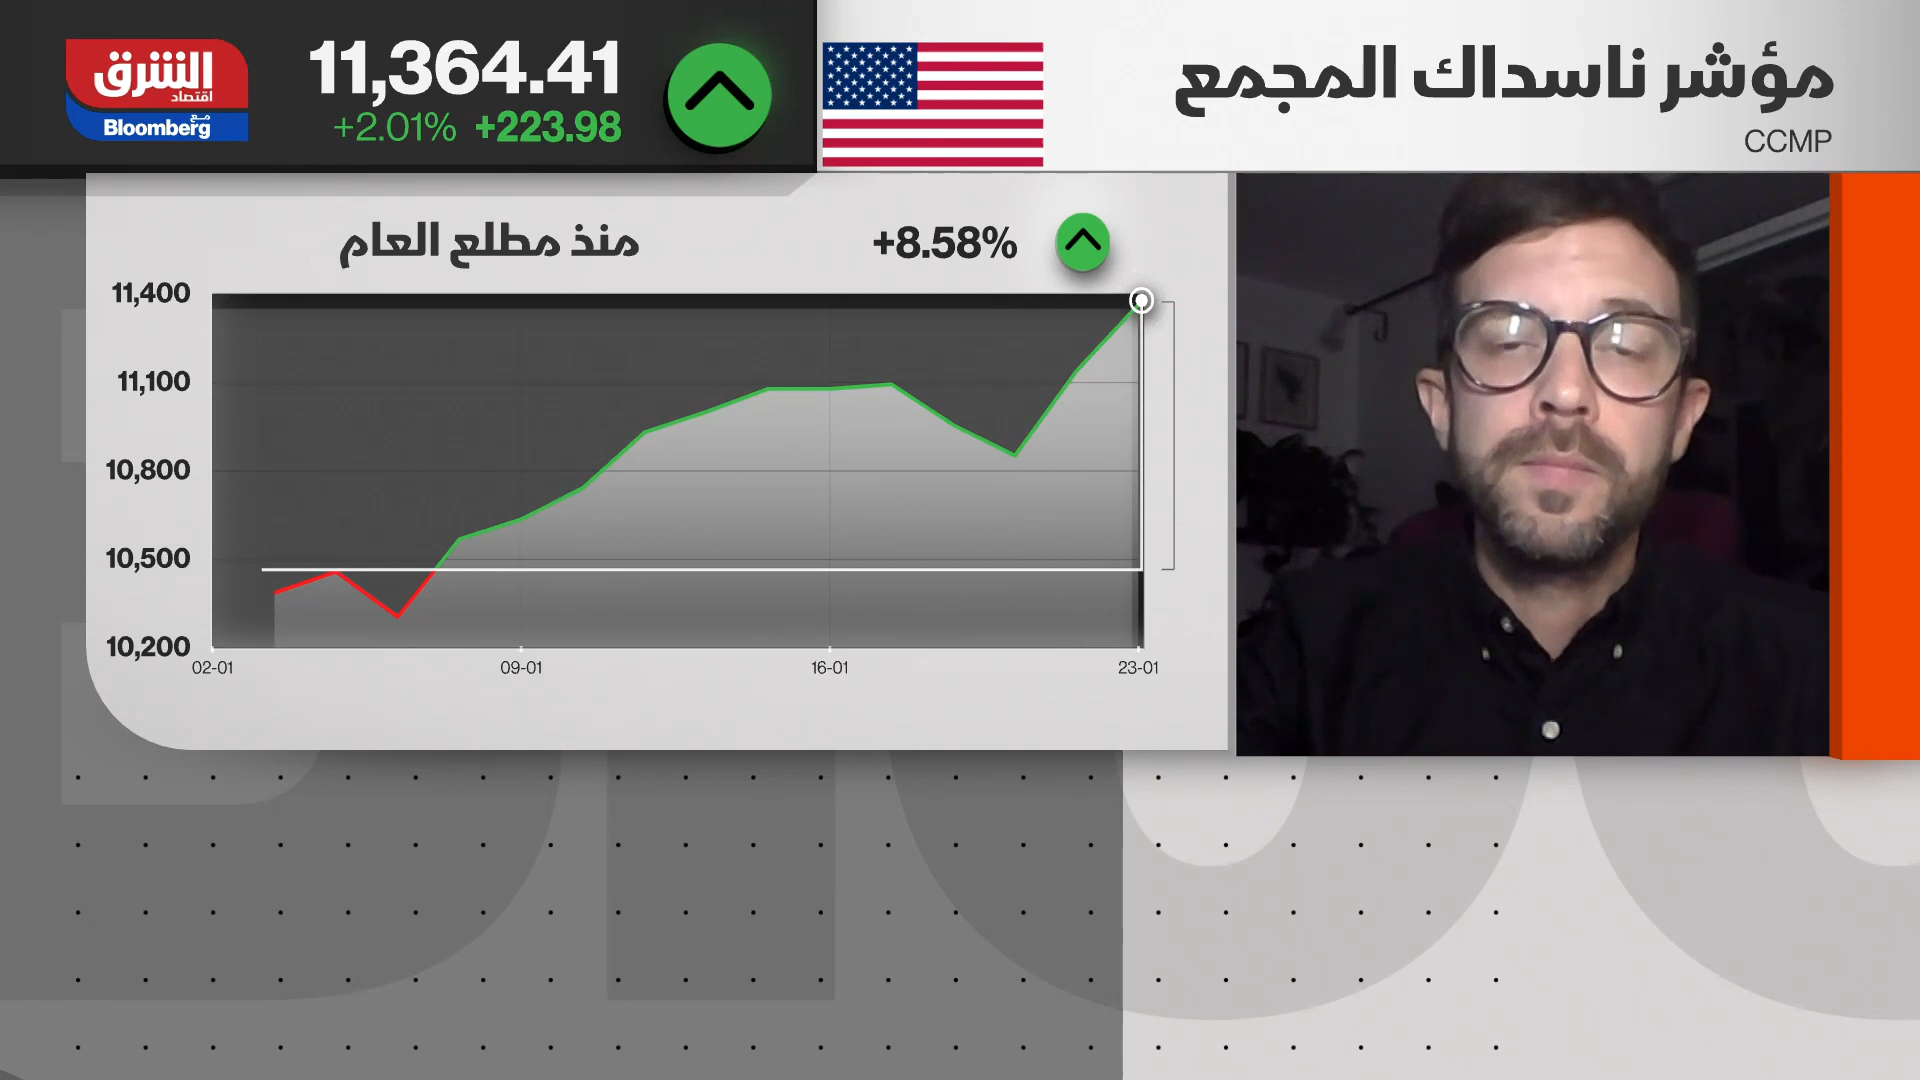 مؤشر ناسداك المجمع
CCMP
11,364.41
+2.01% +223.98
الشرق
اقتصاد
مع
Bloomberg
منذ مطلع العام
+8.58%
11,400
11,100
10,800
10,500
10,200
02-01 09-01 16-01 23-01